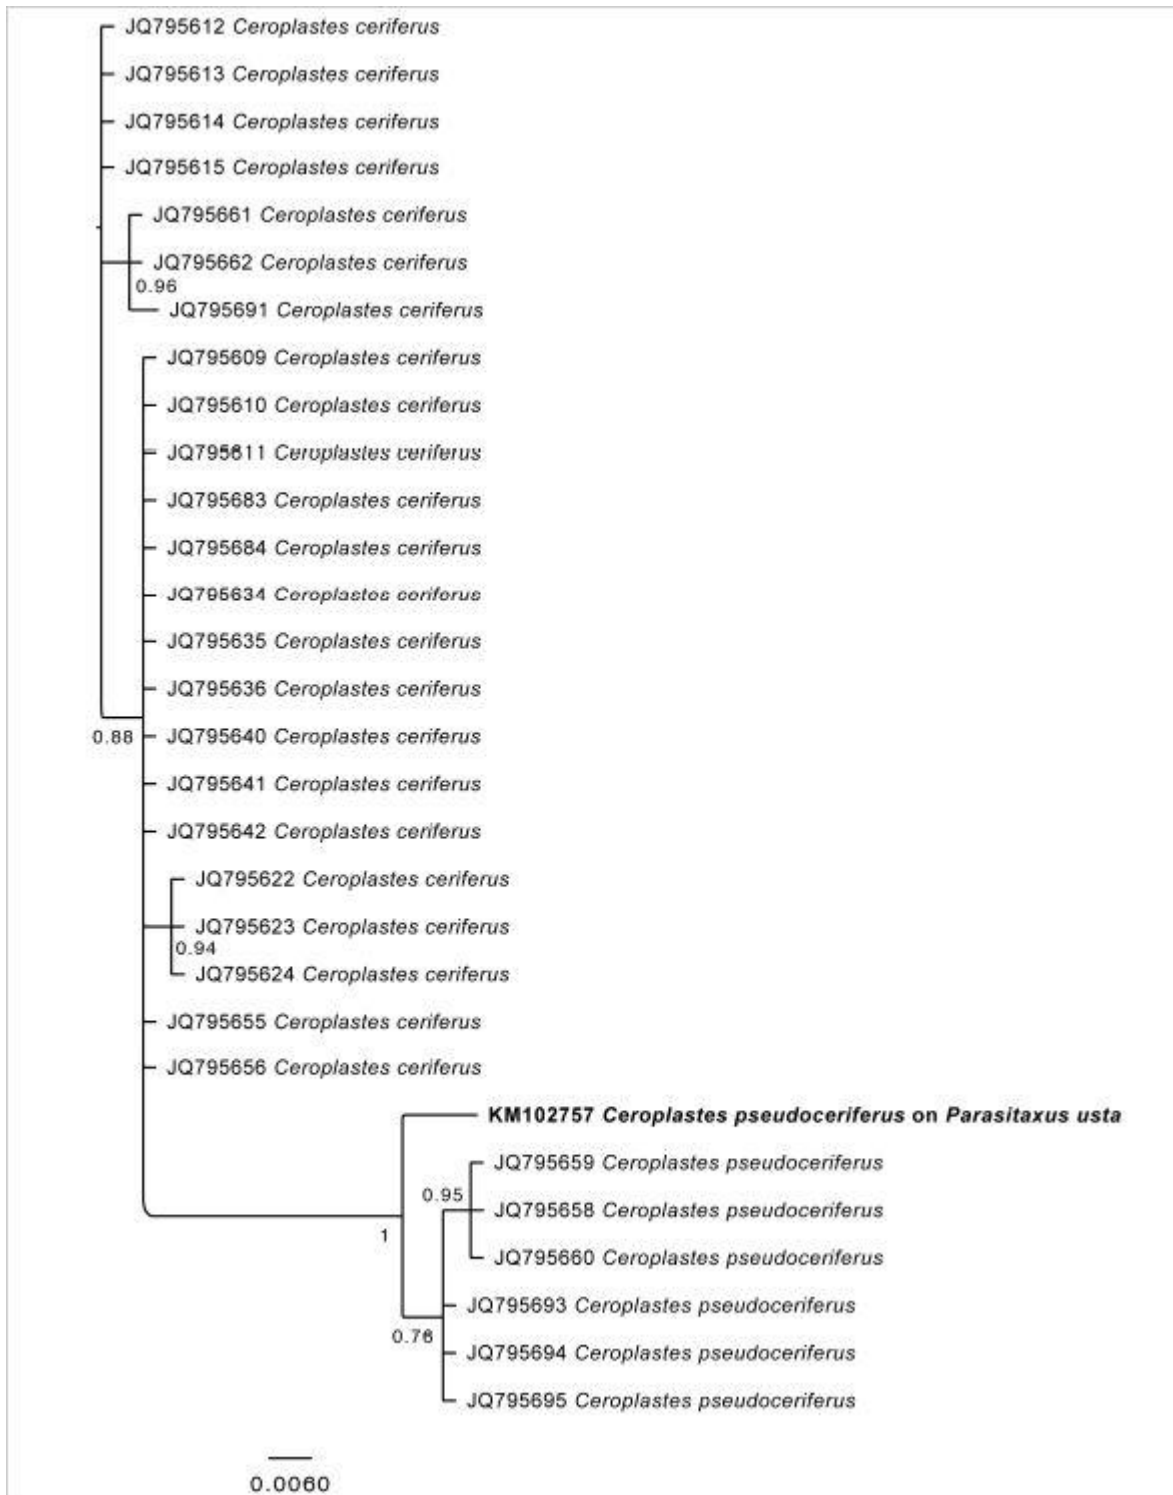 JQ795612 Ceroplastes ceriferus
JQ795613 Ceroplastes ceriferus
JQ795614 Ceroplastes ceriferus
JQ795615 Ceroplastes ceriferus
JQ795661 Ceroplastes ceriferus
JQ795662 Ceroplastes ceriferus
0.96
JQ795691 Ceroplastes ceriferus
JQ795609 Ceroplastes ceriferus
JQ795610 Ceroplastes ceriferus
JQ795611 Ceroplastes ceriferus
JQ795683 Ceroplastes ceriferus
JQ795684 Ceroplastes ceriferus
JQ795634 Ceroplastes ceriferus
JQ795635 Ceroplastes ceriferus
JQ795636 Ceroplastes ceriferus
0.88
JQ795640 Ceroplastes ceriferus
JQ795641 Ceroplastes ceriferus
JQ795642 Ceroplastes ceriferus
JQ795622 Ceroplastes ceriferus
JQ795623 Ceroplastes ceriferus
0.94
JQ795624 Ceroplastes ceriferus
JQ795655 Ceroplastes ceriferus
JQ795656 Ceroplastes ceriferus
KM102757 Ceroplastes pseudoceriferus on Parasitaxus usta
JQ795659 Ceroplastes pseudoceriferus
0.95
JQ795658 Ceroplastes pseudoceriferus
1
JQ795660 Ceroplastes pseudoceriferus
JQ795693 Ceroplastes pseudoceriferus
0.76
JQ795694 Ceroplastes pseudoceriferus
JQ795695 Ceroplastes pseudoceriferus
0.0060